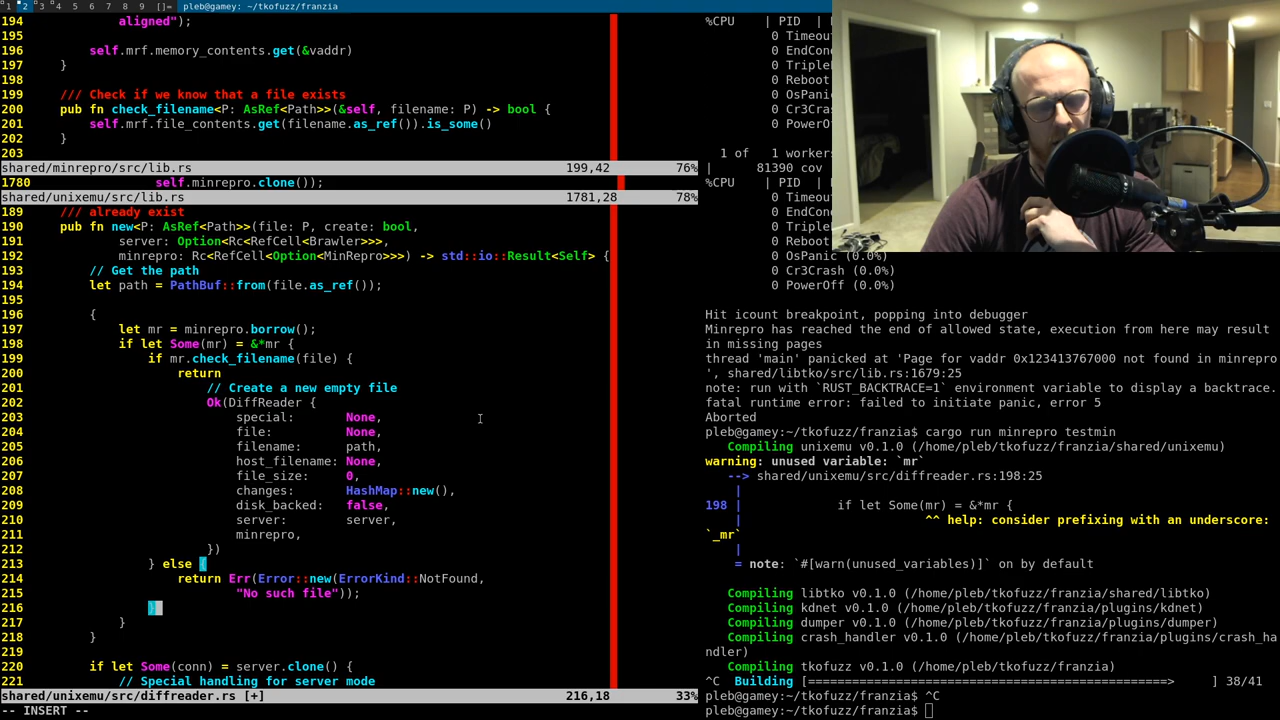 1 2 3 4 5 6 7 8 9 []= pleb@gamey: ~/tkofuzz/franzia
194             aligned");
195
196         self.mrf.memory_contents.get(&vaddr)
197     }
198
199     /// Check if we know that a file exists
200     pub fn check_filename<P: AsRef<Path>>(&self, filename: P) -> bool {
201         self.mrf.file_contents.get(filename.as_ref()).is_some()
202     }
203
shared/minrepro/src/lib.rs 199,42 76%
1780                 self.minrepro.clone());
shared/unixemu/src/lib.rs 1781,28 78%
189     /// already exist
190     pub fn new<P: AsRef<Path>>(file: P, create: bool,
191             server: Option<Rc<RefCell<Brawler>>>,
192             minrepro: Rc<RefCell<Option<MinRepro>>>) -> std::io::Result<Self> {
193         // Get the path
194         let path = PathBuf::from(file.as_ref());
195
196         {
197             let mr = minrepro.borrow();
198             if let Some(mr) = &*mr {
199                 if mr.check_filename(file) {
200                     return
201                         // Create a new empty file
202                         Ok(DiffReader {
203                             special:       None,
204                             file:          None,
205                             filename:      path,
206                             host_filename: None,
207                             file_size:     0,
208                             changes:       HashMap::new(),
209                             disk_backed:   false,
210                             server:        server,
211                             minrepro,
212                         })
213                 } else {
214                     return Err(Error::new(ErrorKind::NotFound,
215                             "No such file"));
216                 }
217             }
218         }
219
220         if let Some(conn) = server.clone() {
221             // Special handling for server mode
shared/unixemu/src/diffreader.rs [+] 216,18 33%
-- INSERT --
%CPU    | PID  | Name
0 Timeou
0 EndCon
0 Triple
0 Reboot
0 OsPani
0 Cr3Cra
0 PowerO
1 of   1 workers
|      81390 cov
%CPU    | PID  | Name
0 Timeou
0 EndCon
0 Triple
0 Reboot
0 OsPanic (0.0%)
0 Cr3Crash (0.0%)
0 PowerOff (0.0%)
Hit icount breakpoint, popping into debugger
Minrepro has reached the end of allowed state, execution from here may result
in missing pages
thread 'main' panicked at 'Page for vaddr 0x123413767000 not found in minrepro
', shared/libtko/src/lib.rs:1679:25
note: run with `RUST_BACKTRACE=1` environment variable to display a backtrace.
fatal runtime error: failed to initiate panic, error 5
Aborted
pleb@gamey:~/tkofuzz/franzia$ cargo run minrepro testmin
Compiling unixemu v0.1.0 (/home/pleb/tkofuzz/franzia/shared/unixemu)
warning: unused variable: `mr`
--> shared/unixemu/src/diffreader.rs:198:25
|
198 |             if let Some(mr) = &*mr {
|                         ^^ help: consider prefixing with an underscore:
`_mr`
|
= note: `#[warn(unused_variables)]` on by default
Compiling libtko v0.1.0 (/home/pleb/tkofuzz/franzia/shared/libtko)
Compiling kdnet v0.1.0 (/home/pleb/tkofuzz/franzia/plugins/kdnet)
Compiling dumper v0.1.0 (/home/pleb/tkofuzz/franzia/plugins/dumper)
Compiling crash_handler v0.1.0 (/home/pleb/tkofuzz/franzia/plugins/crash_ha
ndler)
Compiling tkofuzz v0.1.0 (/home/pleb/tkofuzz/franzia)
^C  Building [===================================================>      ] 38/41
pleb@gamey:~/tkofuzz/franzia$ ^C
pleb@gamey:~/tkofuzz/franzia$